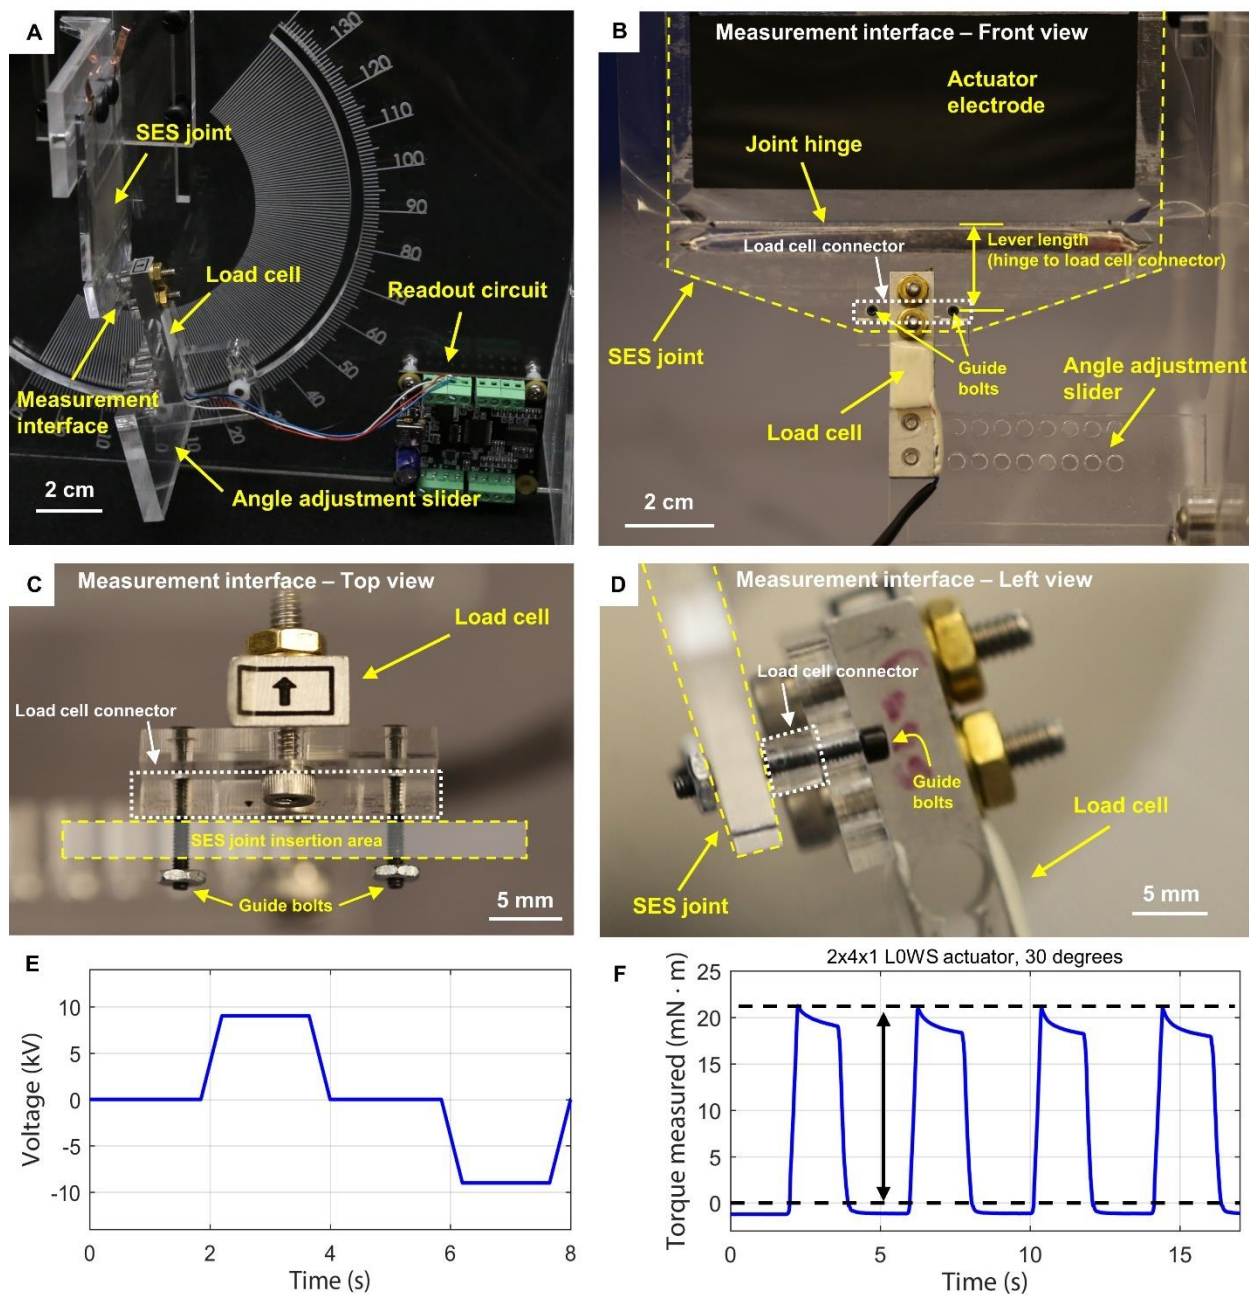 A
130
120
110
100
90
80
70
60
50
40
20
10
SES joint
Load cell
Readout circuit
Measurement
interface
Angle adjustment slider
2 cm
B
Measurement interface – Front view
Actuator
electrode
Joint hinge
Load cell connector
Lever length
(hinge to load cell connector)
SES joint
Guide
bolts
Angle adjustment
slider
Load cell
2 cm
C
Measurement interface – Top view
Load cell
Load cell connector
SES joint insertion area
Guide bolts
5 mm
D
Measurement interface – Left view
Load cell connector
Guide
bolts
Load cell
SES joint
5 mm
E
Voltage (kV)
10
5
0
-5
-10
0
2
4
6
8
Time (s)
F
2x4x1 L0WS actuator, 30 degrees
Torque measured (mN · m)
25
20
15
10
5
0
0
5
10
15
Time (s)